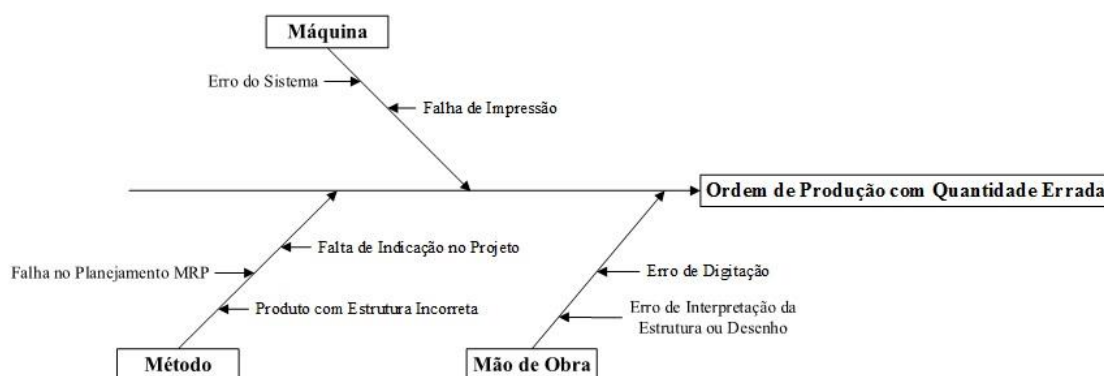 Máquina
Erro do Sistema
Falha de Impressão
Ordem de Produção com Quantidade Errada
Falta de Indicação no Projeto
Falha no Planejamento MRP
Produto com Estrutura Incorreta
Método
Erro de Digitação
Erro de Interpretação da
Estrutura ou Desenho
Mão de Obra